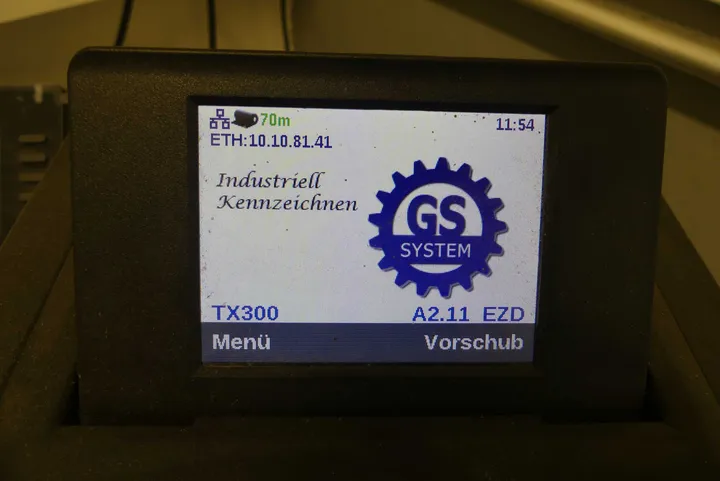 70m 11:54
ETH:10.10.81.41
Industriell
Kennzeichnen
GS
SYSTEM
TX300 A2.11 EZD
Menü Vorschub